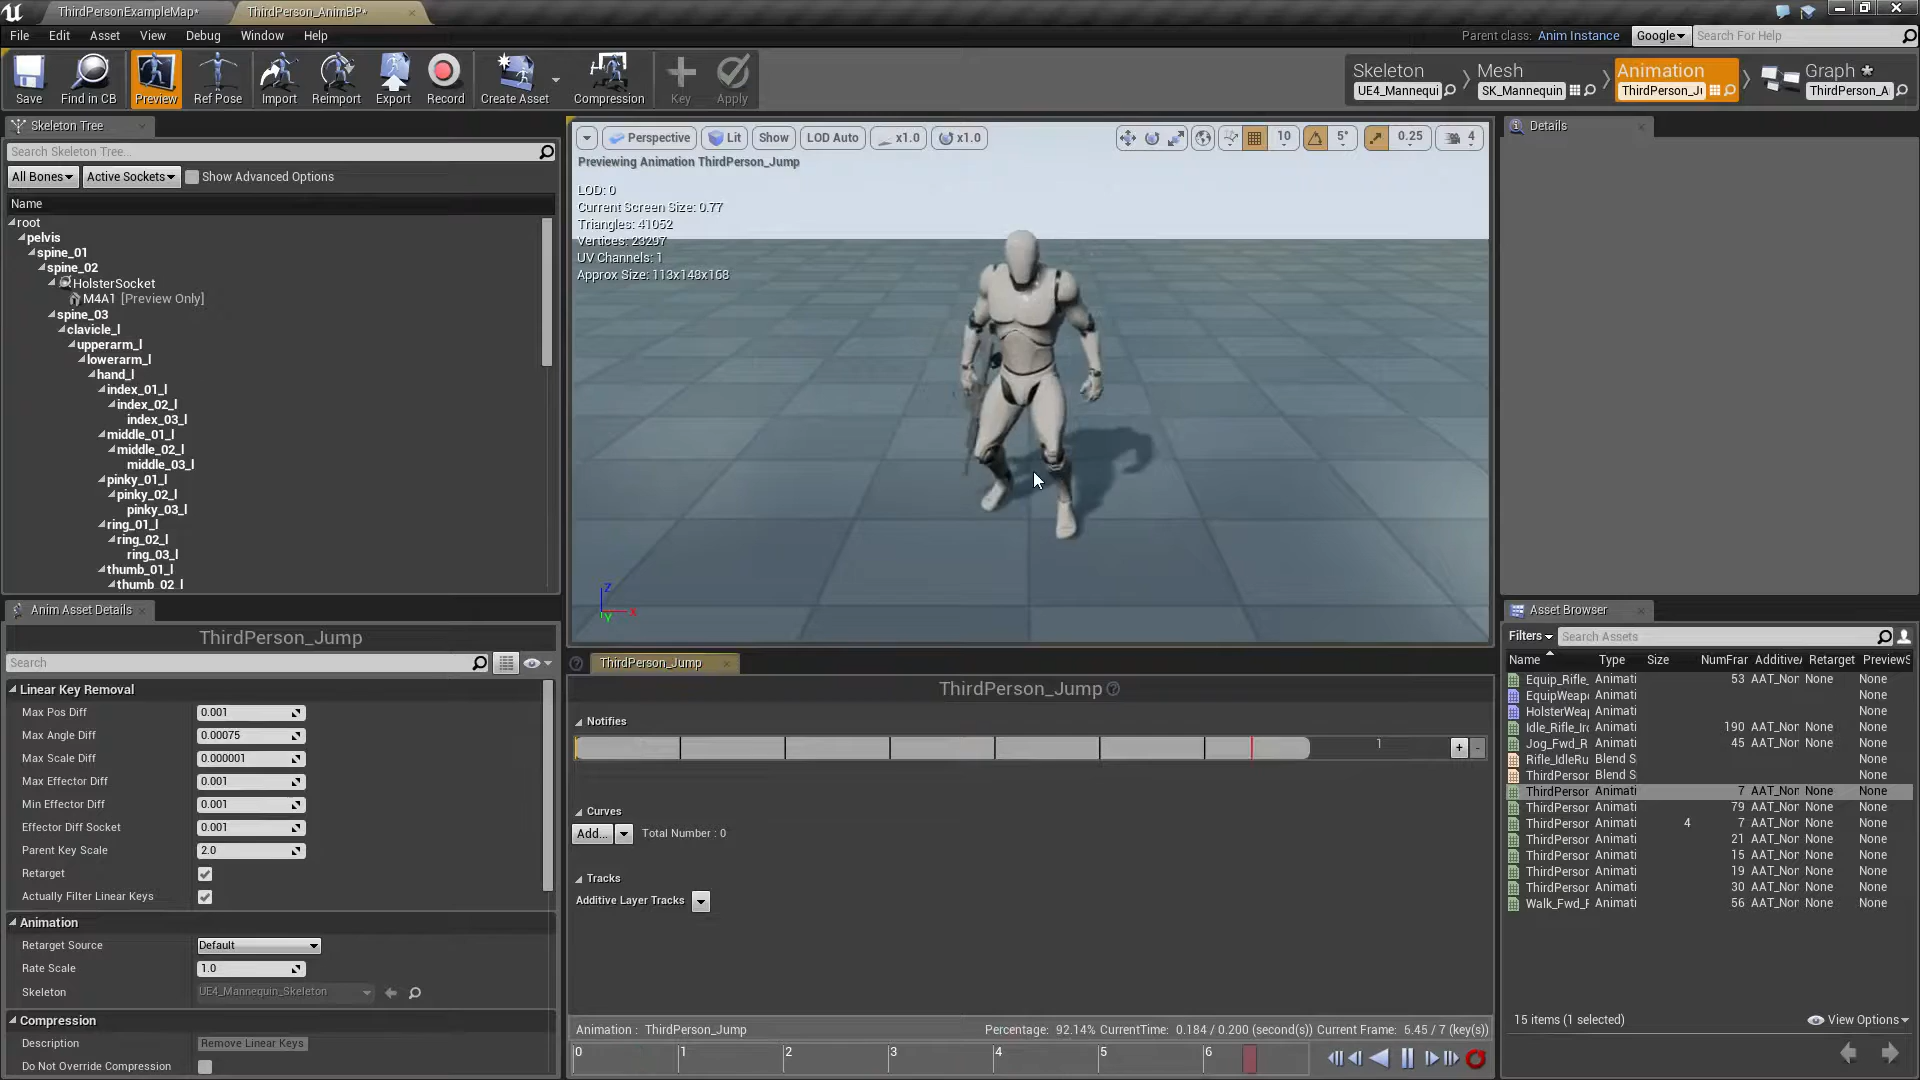 ThirdPersonExampleMap*
ThirdPerson_AnimBP*
File Edit Asset View Debug Window Help
Parent class: Anim Instance Google Search For Help
Save Find in CB Preview Ref Pose Import Reimport Export Record Create Asset Compression Key Apply
Skeleton
UE4_Mannequi
Mesh
SK_Mannequin
Animation
ThirdPerson_Ju
Graph *
ThirdPerson_A
Skeleton Tree
Search Skeleton Tree...
All Bones Active Sockets Show Advanced Options
Name
root
pelvis
spine_01
spine_02
HolsterSocket
M4A1 [Preview Only]
spine_03
clavicle_l
upperarm_l
lowerarm_l
hand_l
index_01_l
index_02_l
index_03_l
middle_01_l
middle_02_l
middle_03_l
pinky_01_l
pinky_02_l
pinky_03_l
ring_01_l
ring_02_l
ring_03_l
thumb_01_l
thumb_02_l
Perspective Lit Show LOD Auto x1.0 x1.0 10 5° 0.25 4
Previewing Animation ThirdPerson_Jump
LOD: 0
Current Screen Size: 0.77
Triangles: 41052
Vertices: 23297
UV Channels: 1
Approx Size: 113x148x168
Z
X
Y
Details
Anim Asset Details
ThirdPerson_Jump
Search
Linear Key Removal
Max Pos Diff 0.001
Max Angle Diff 0.00075
Max Scale Diff 0.000001
Max Effector Diff 0.001
Min Effector Diff 0.001
Effector Diff Socket 0.001
Parent Key Scale 2.0
Retarget
Actually Filter Linear Keys
Animation
Retarget Source Default
Rate Scale 1.0
Skeleton UE4_Mannequin_Skeleton
Compression
Description Remove Linear Keys
Do Not Override Compression
ThirdPerson_Jump
ThirdPerson_Jump
Notifies
1 + -
Curves
Add... Total Number : 0
Tracks
Additive Layer Tracks
Animation : ThirdPerson_Jump Percentage: 92.14% CurrentTime: 0.184 / 0.200 (second(s)) Current Frame: 5.45 / 7 (key(s))
0 1 2 3 4 5 6
Asset Browser
Filters Search Assets
Name Type Size NumFrar Additive Retarget PreviewS
Equip_Rifle_ Animati 53 AAT_Nor None None
EquipWeap Animati None
HolsterWea Animati None
Idle_Rifle_Irc Animati 190 AAT_Nor None None
Jog_Fwd_R Animati 45 AAT_Nor None None
Rifle_IdleRu Blend S None
ThirdPersor Blend S None
ThirdPersor Animati 7 AAT_Nor None None
ThirdPersor Animati 79 AAT_Nor None None
ThirdPersor Animati 4 7 AAT_Nor None None
ThirdPersor Animati 21 AAT_Nor None None
ThirdPersor Animati 15 AAT_Nor None None
ThirdPersor Animati 19 AAT_Nor None None
ThirdPersor Animati 30 AAT_Nor None None
Walk_Fwd_F Animati 56 AAT_Nor None None
15 items (1 selected) View Options